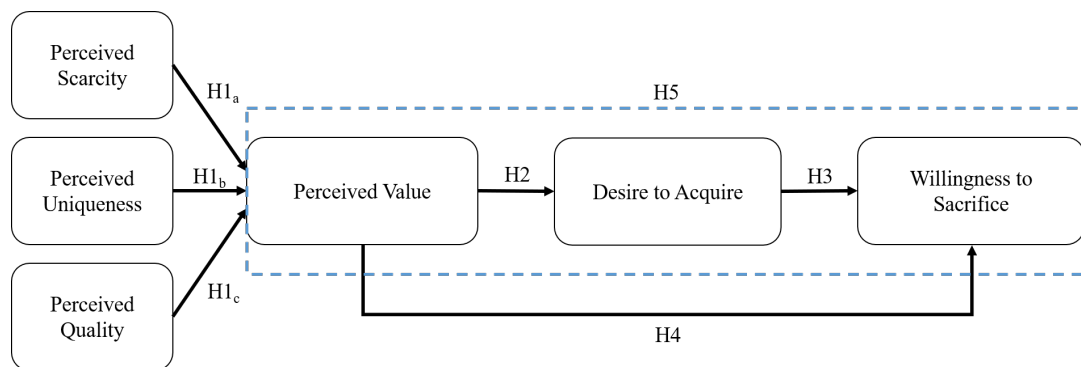 Perceived
Scarcity
H1a
H5
Perceived
Uniqueness
H1b
Perceived Value
H2
Desire to Acquire
H3
Willingness to
Sacrifice
Perceived
Quality
H1c
H4